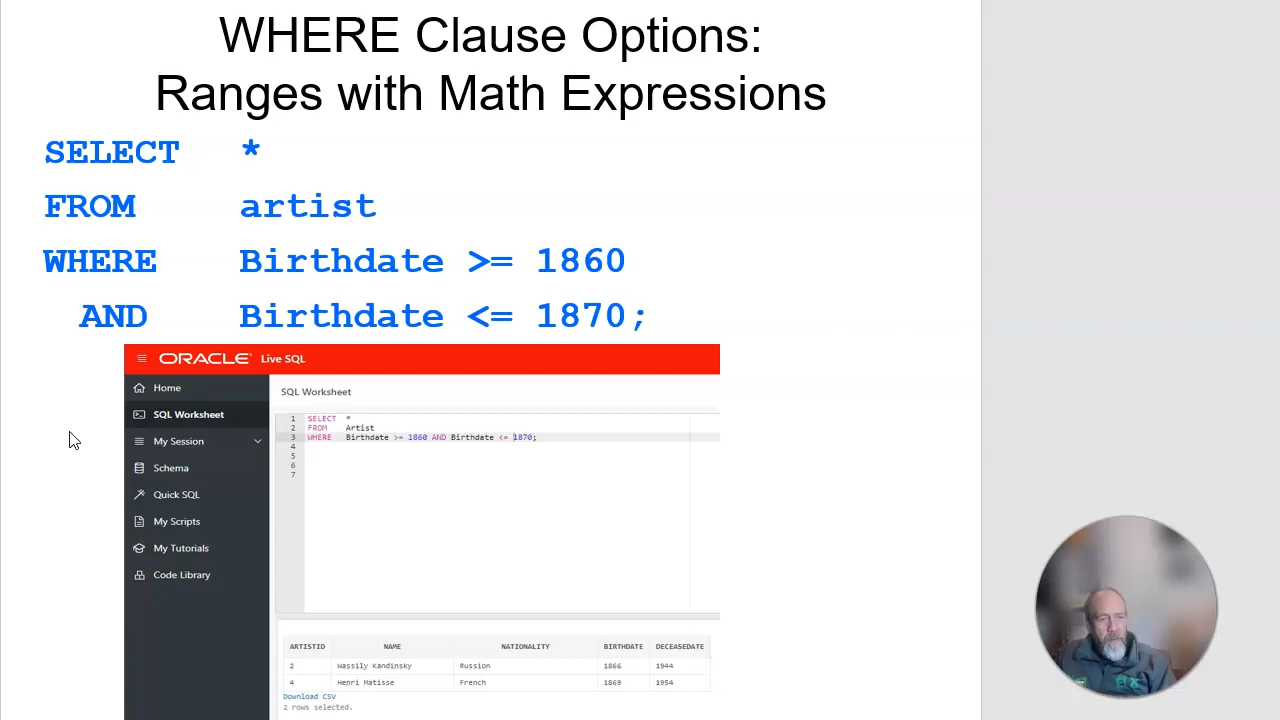 WHERE Clause Options:
Ranges with Math Expressions
SELECT *
FROM artist
WHERE Birthdate >= 1860
AND Birthdate <= 1870;
ORACLE Live SQL
Home
SQL Worksheet
My Session
Schema
Quick SQL
My Scripts
My Tutorials
Code Library
SQL Worksheet
1 SELECT *
2 FROM Artist
3 WHERE Birthdate >= 1860 AND Birthdate <= 1870;
4
5
6
7
ARTISTID NAME NATIONALITY BIRTHDATE DECEASEDATE
2 Wassily Kandinsky Russion 1866 1944
4 Henri Matisse French 1869 1954
Download CSV
2 rows selected.